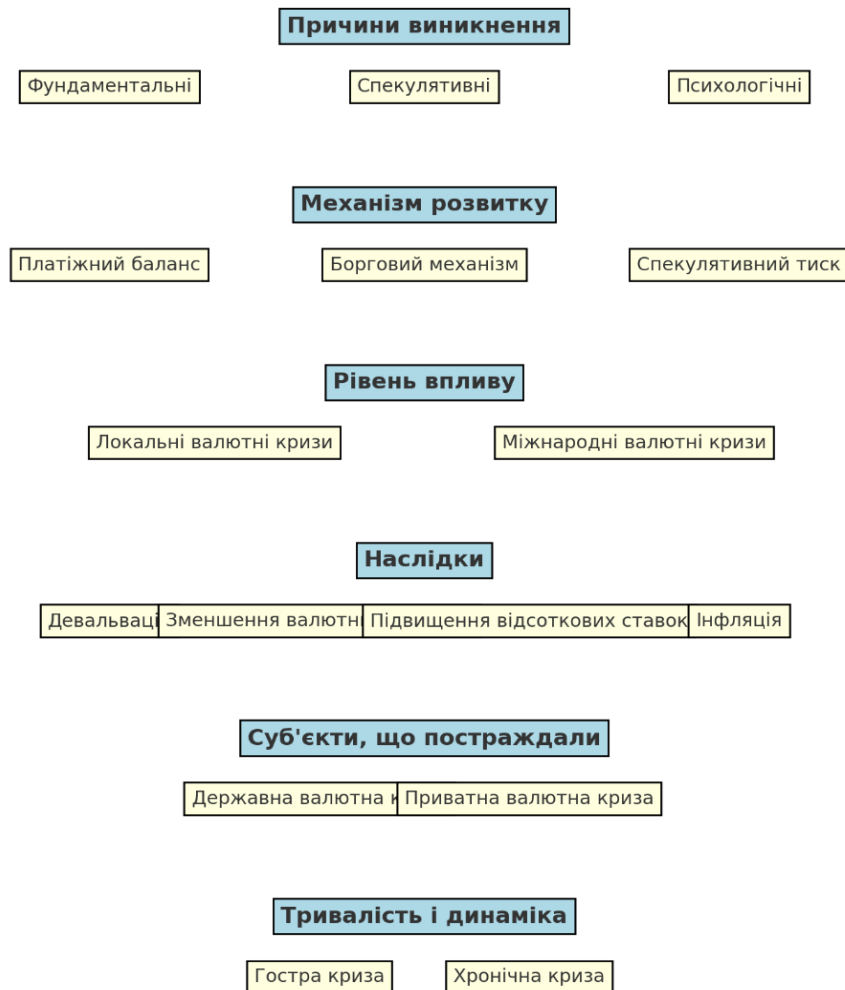 Причини виникнення
Фундаментальні Спекулятивні Психологічні
Механізм розвитку
Платіжний баланс Борговий механізм Спекулятивний тиск
Рівень впливу
Локальні валютні кризи Міжнародні валютні кризи
Наслідки
Девальваці Зменшення валютн Підвищення відсоткових ставок Інфляція
Суб'єкти, що постраждали
Державна валютна к Приватна валютна криза
Тривалість і динаміка
Гостра криза Хронічна криза